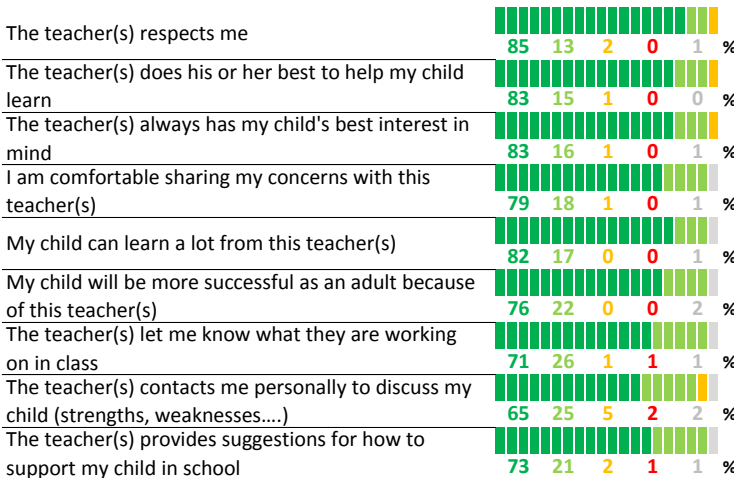 The teacher(s) respects me
85 13 2 0 1 %
The teacher(s) does his or her best to help my child
learn
83 15 1 0 0 %
The teacher(s) always has my child's best interest in
mind
83 16 1 0 1 %
I am comfortable sharing my concerns with this
teacher(s)
79 18 1 0 1 %
My child can learn a lot from this teacher(s)
82 17 0 0 1 %
My child will be more successful as an adult because
of this teacher(s)
76 22 0 0 2 %
The teacher(s) let me know what they are working
on in class
71 26 1 1 1 %
The teacher(s) contacts me personally to discuss my
child (strengths, weaknesses....)
65 25 5 2 2 %
The teacher(s) provides suggestions for how to
support my child in school
73 21 2 1 1 %